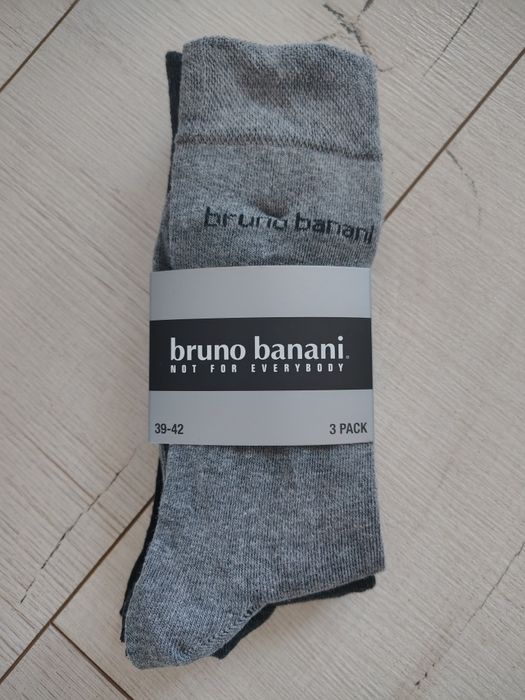 bruno banani
bruno banani®
NOT FOR EVERYBODY
39-42
3 PACK